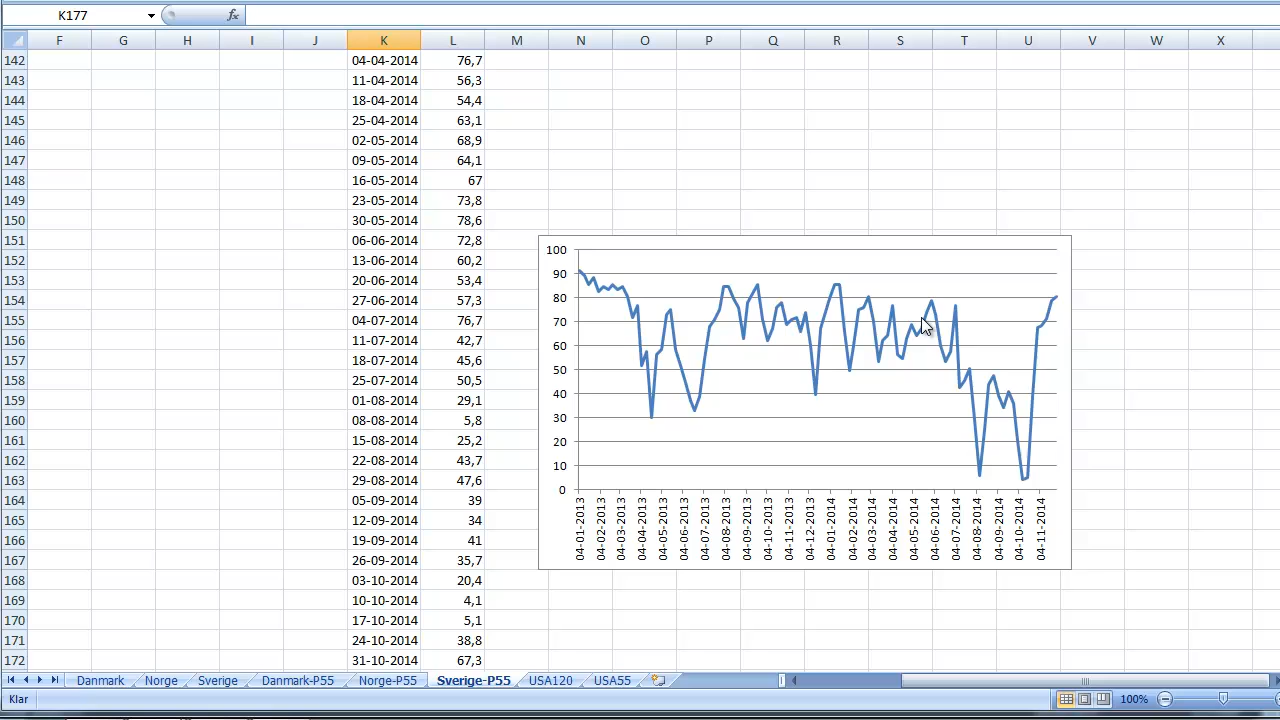 K177
fx
F G H I J K L M N O P Q R S T U V W X
142 04-04-2014 76,7
143 11-04-2014 56,3
144 18-04-2014 54,4
145 25-04-2014 63,1
146 02-05-2014 68,9
147 09-05-2014 64,1
148 16-05-2014 67
149 23-05-2014 73,8
150 30-05-2014 78,6
151 06-06-2014 72,8
152 13-06-2014 60,2
153 20-06-2014 53,4
154 27-06-2014 57,3
155 04-07-2014 76,7
156 11-07-2014 42,7
157 18-07-2014 45,6
158 25-07-2014 50,5
159 01-08-2014 29,1
160 08-08-2014 5,8
161 15-08-2014 25,2
162 22-08-2014 43,7
163 29-08-2014 47,6
164 05-09-2014 39
165 12-09-2014 34
166 19-09-2014 41
167 26-09-2014 35,7
168 03-10-2014 20,4
169 10-10-2014 4,1
170 17-10-2014 5,1
171 24-10-2014 38,8
172 31-10-2014 67,3
100
90
80
70
60
50
40
30
20
10
0
04-01-2013
04-02-2013
04-03-2013
04-04-2013
04-05-2013
04-06-2013
04-07-2013
04-08-2013
04-09-2013
04-10-2013
04-11-2013
04-12-2013
04-01-2014
04-02-2014
04-03-2014
04-04-2014
04-05-2014
04-06-2014
04-07-2014
04-08-2014
04-09-2014
04-10-2014
04-11-2014
Danmark Norge Sverige Danmark-P55 Norge-P55 Sverige-P55 USA120 USA55
Klar 100%